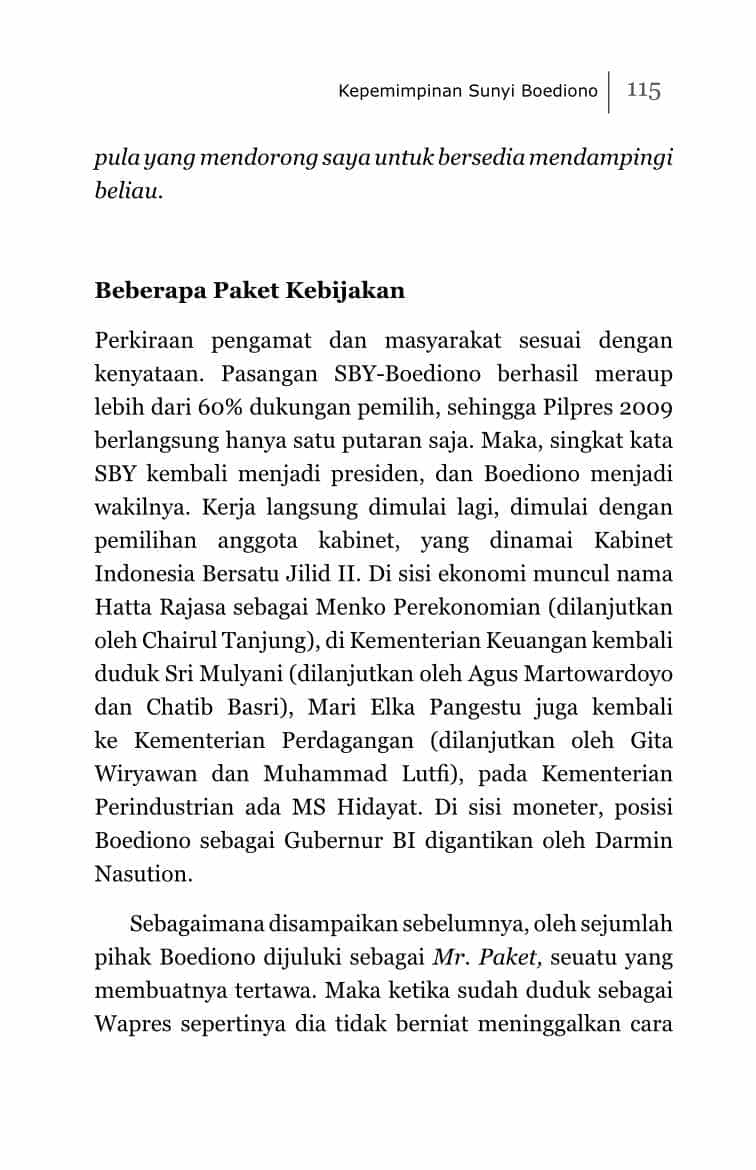 Kepemimpinan Sunyi Boediono 115
pula yang mendorong saya untuk bersedia mendampingi
beliau.
Beberapa Paket Kebijakan
Perkiraan pengamat dan masyarakat sesuai dengan
kenyataan. Pasangan SBY-Boediono berhasil meraup
lebih dari 60% dukungan pemilih, sehingga Pilpres 2009
berlangsung hanya satu putaran saja. Maka, singkat kata
SBY kembali menjadi presiden, dan Boediono menjadi
wakilnya. Kerja langsung dimulai lagi, dimulai dengan
pemilihan anggota kabinet, yang dinamai Kabinet
Indonesia Bersatu Jilid II. Di sisi ekonomi muncul nama
Hatta Rajasa sebagai Menko Perekonomian (dilanjutkan
oleh Chairul Tanjung), di Kementerian Keuangan kembali
duduk Sri Mulyani (dilanjutkan oleh Agus Martowardoyo
dan Chatib Basri), Mari Elka Pangestu juga kembali
ke Kementerian Perdagangan (dilanjutkan oleh Gita
Wiryawan dan Muhammad Lutfi), pada Kementerian
Perindustrian ada MS Hidayat. Di sisi moneter, posisi
Boediono sebagai Gubernur BI digantikan oleh Darmin
Nasution.
Sebagaimana disampaikan sebelumnya, oleh sejumlah
pihak Boediono dijuluki sebagai Mr. Paket, seuatu yang
membuatnya tertawa. Maka ketika sudah duduk sebagai
Wapres sepertinya dia tidak berniat meninggalkan cara